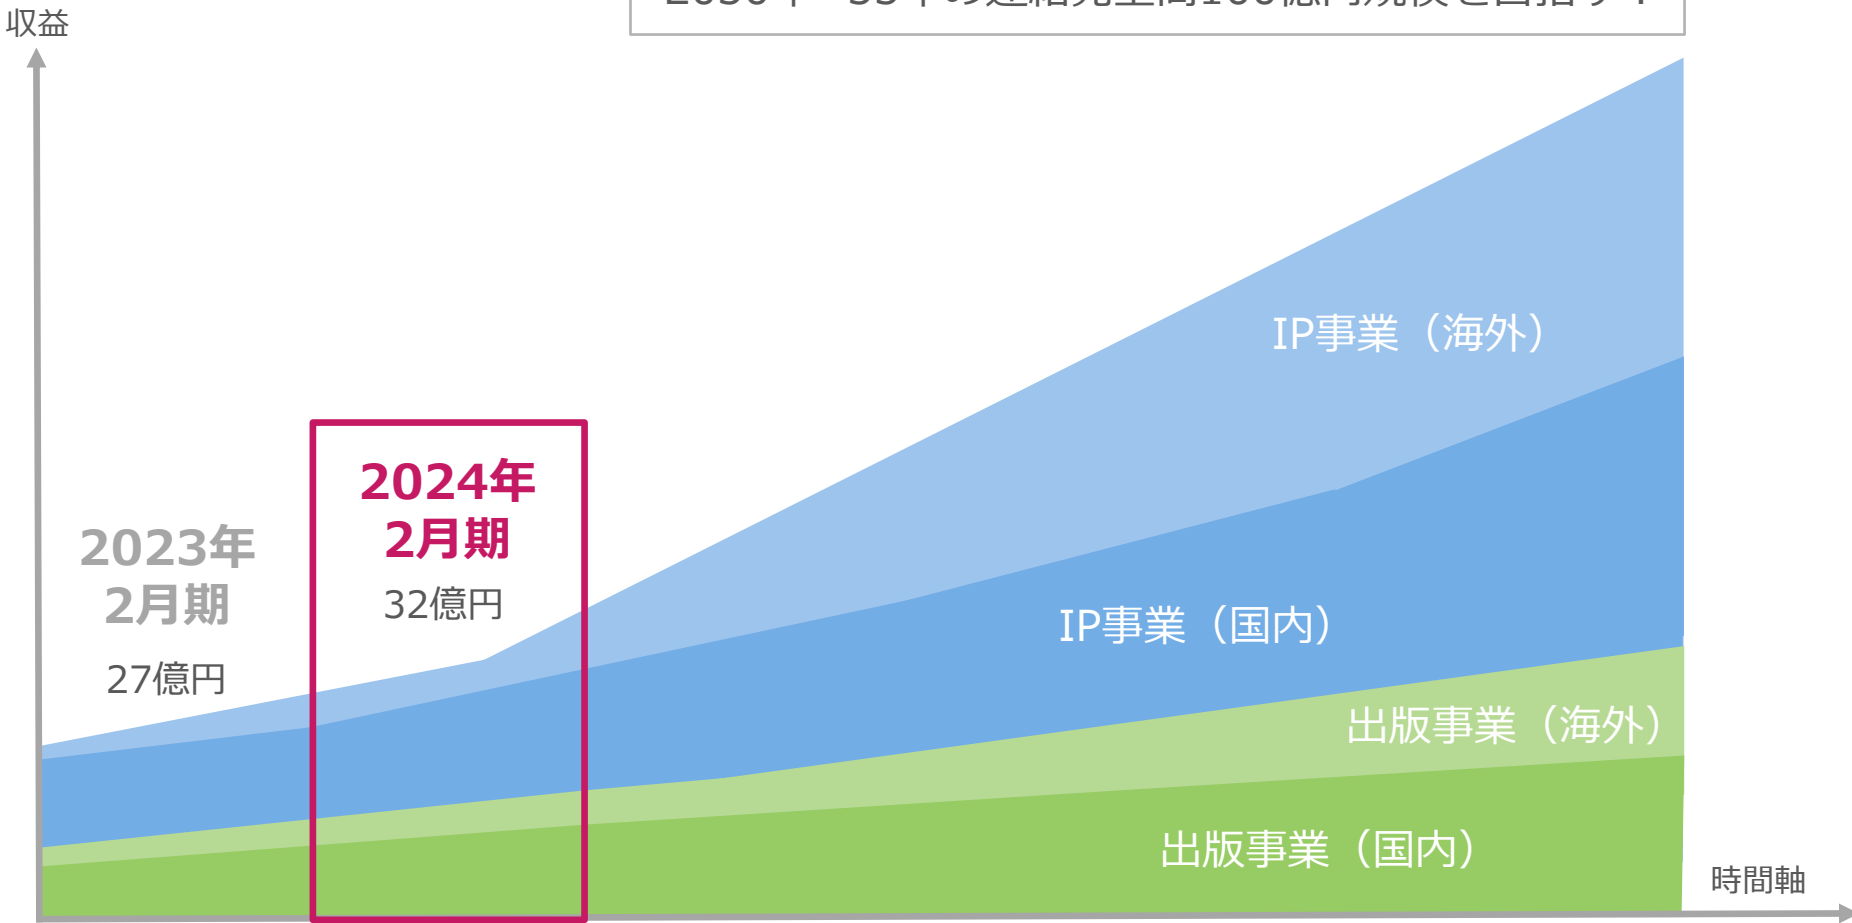 収益
2024年
2月期
32億円
2023年
2月期
27億円
IP事業（海外）
IP事業（国内）
出版事業（海外）
出版事業（国内）
時間軸